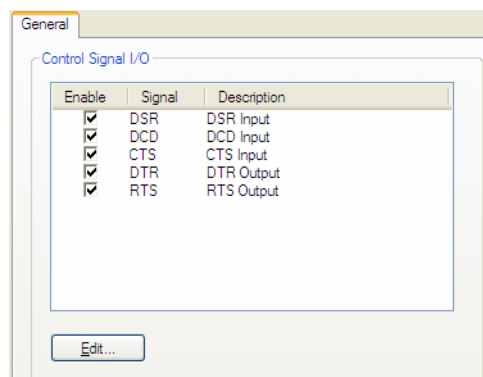 General
Control Signal I/O
Enable Signal Description
DSR DSR Input
DCD DCD Input
CTS CTS Input
DTR DTR Output
RTS RTS Output
Edit...